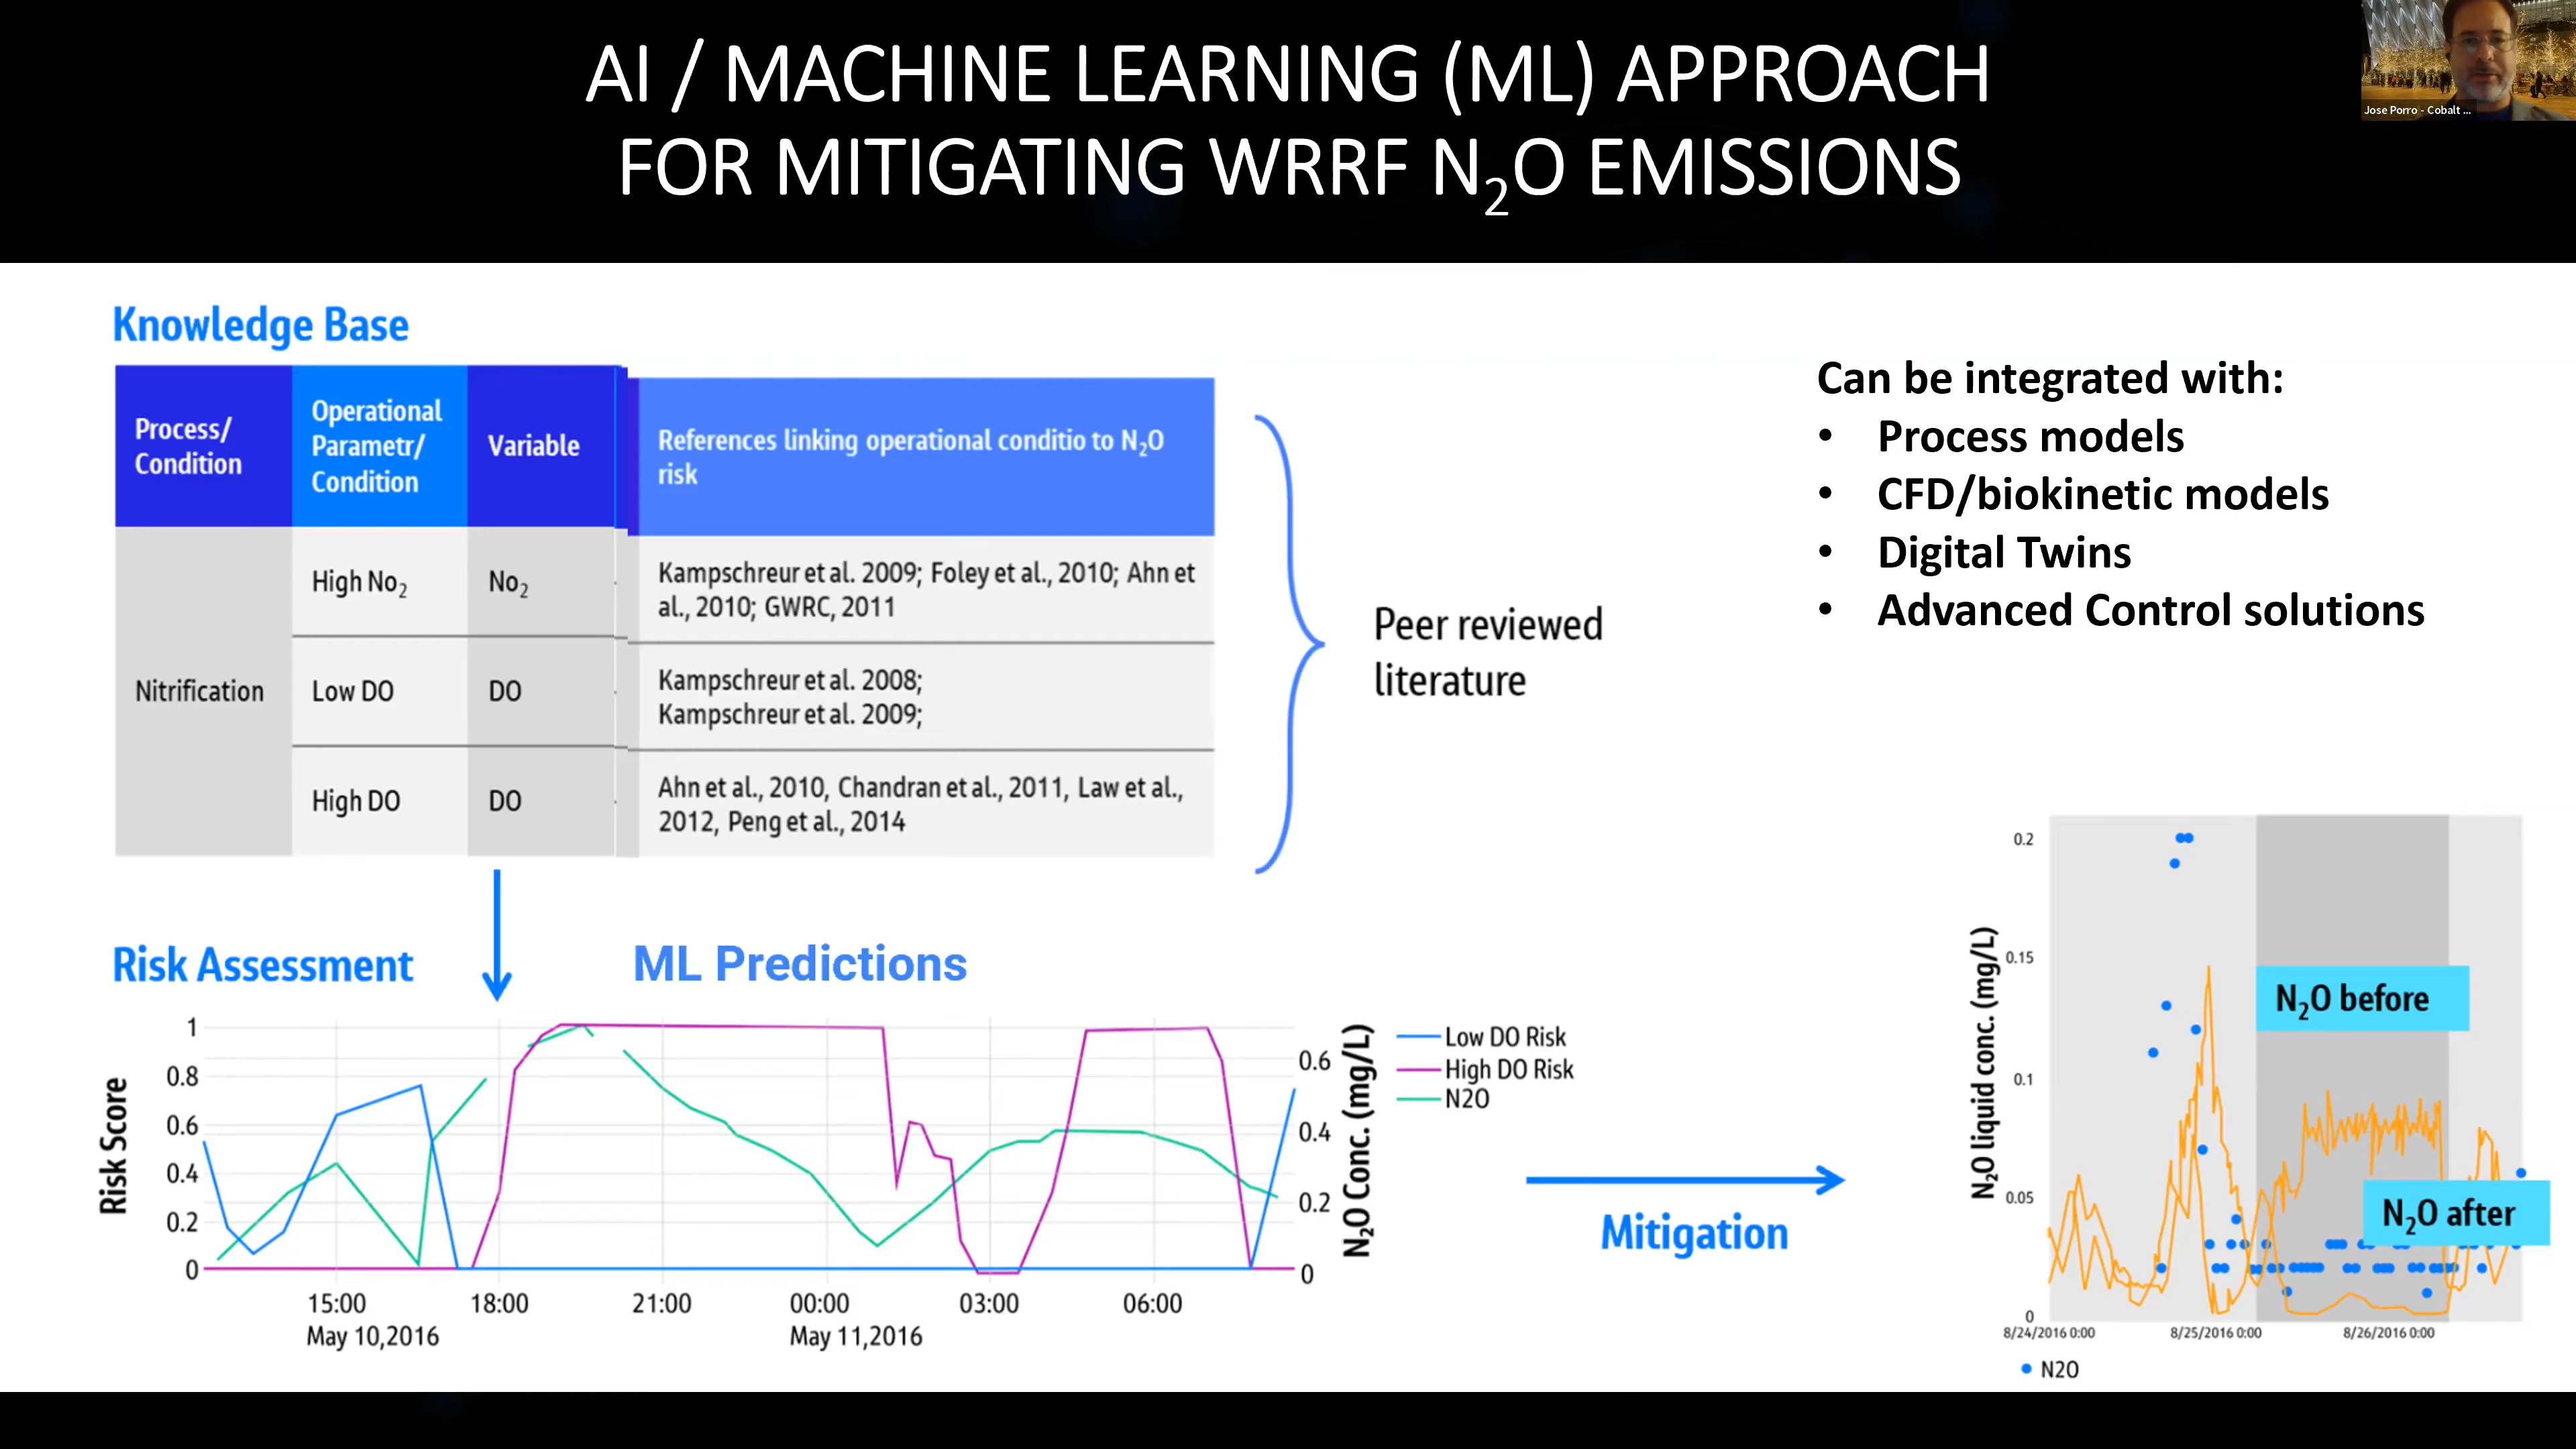 AI / MACHINE LEARNING (ML) APPROACH
FOR MITIGATING WRRF N₂O EMISSIONS
Jose Porro - Cobalt ...
Knowledge Base
Process/
Condition
Operational
Parametr/
Condition
Variable
References linking operational conditio to N₂O
risk
Nitrification
High No₂
No₂
Kampschreur et al. 2009; Foley et al., 2010; Ahn et
al., 2010; GWRC, 2011
Low DO
DO
Kampschreur et al. 2008;
Kampschreur et al. 2009;
High DO
DO
Ahn et al., 2010, Chandran et al., 2011, Law et al.,
2012, Peng et al., 2014
Peer reviewed
literature
Can be integrated with:
• Process models
• CFD/biokinetic models
• Digital Twins
• Advanced Control solutions
Risk Assessment
ML Predictions
Risk Score
1
0.8
0.6
0.4
0.2
0
15:00
May 10,2016
18:00
21:00
00:00
May 11,2016
03:00
06:00
0.6
0.4
0.2
0
N₂O Conc. (mg/L)
Low DO Risk
High DO Risk
N2O
Mitigation
N₂O liquid conc. (mg/L)
0.2
0.15
0.1
0.05
0
N₂O before
N₂O after
8/24/2016 0:00
8/25/2016 0:00
8/26/2016 0:00
N2O